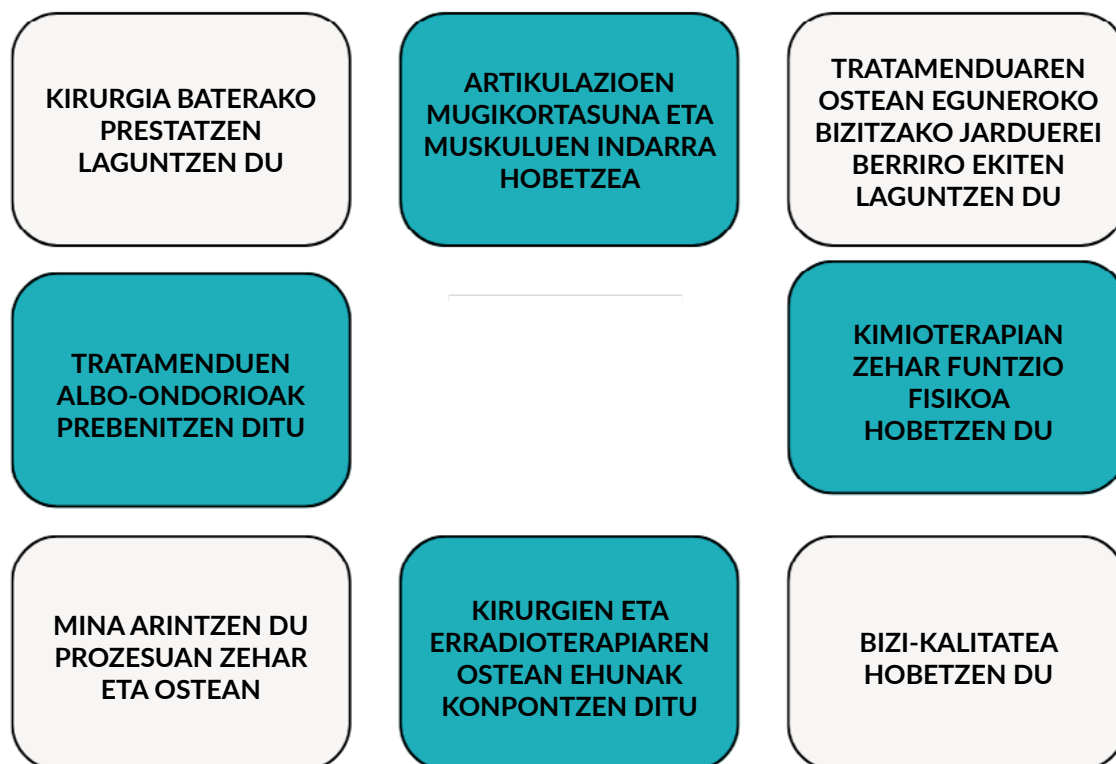 KIRURGIA BATERAKO
PRESTATZEN
LAGUNTZEN DU
ARTIKULAZIOEN
MUGIKORTASUNA ETA
MUSKULUEN INDARRA
HOBETZEA
TRATAMENDUAREN
OSTEAN EGUNEROKO
BIZITZAKO JARDUEREI
BERRIRO EKITEN
LAGUNTZEN DU
TRATAMENDUEN
ALBO-ONDORIOAK
PREBENITZEN DITU
KIMIOTERAPIAN
ZEHAR FUNTZIO
FISIKOA
HOBETZEN DU
MINA ARINTZEN DU
PROZESUAN ZEHAR
ETA OSTEAN
KIRURGIEN ETA
ERRADIOTERAPIAREN
OSTEAN EHUNAK
KONPONTZEN DITU
BIZI-KALITATEA
HOBETZEN DU